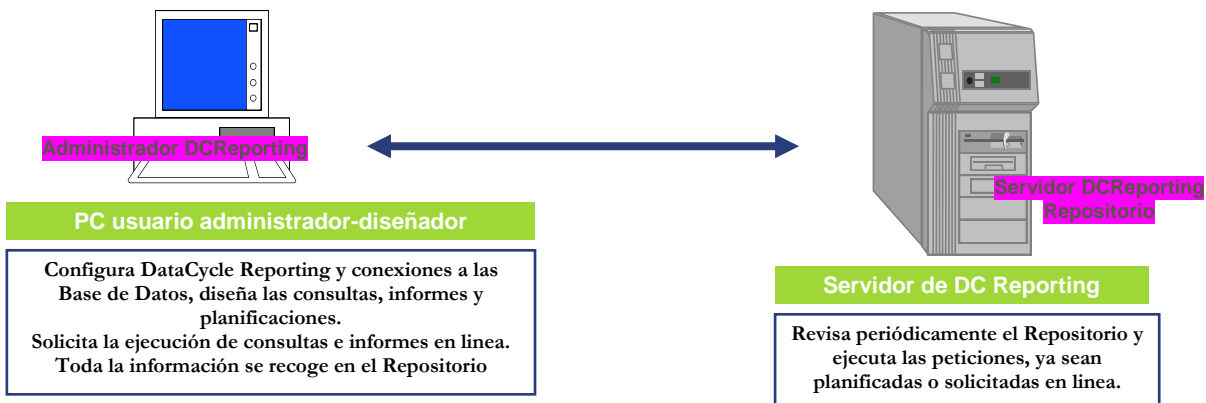 Administrador DCReporting
PC usuario administrador-diseñador
Configura DataCycle Reporting y conexiones a las
Base de Datos, diseña las consultas, informes y
planificaciones.
Solicita la ejecución de consultas e informes en linea.
Toda la información se recoge en el Repositorio
Servidor DCReporting
Repositorio
Servidor de DC Reporting
Revisa periódicamente el Repositorio y
ejecuta las peticiones, ya sean
planificadas o solicitadas en linea.